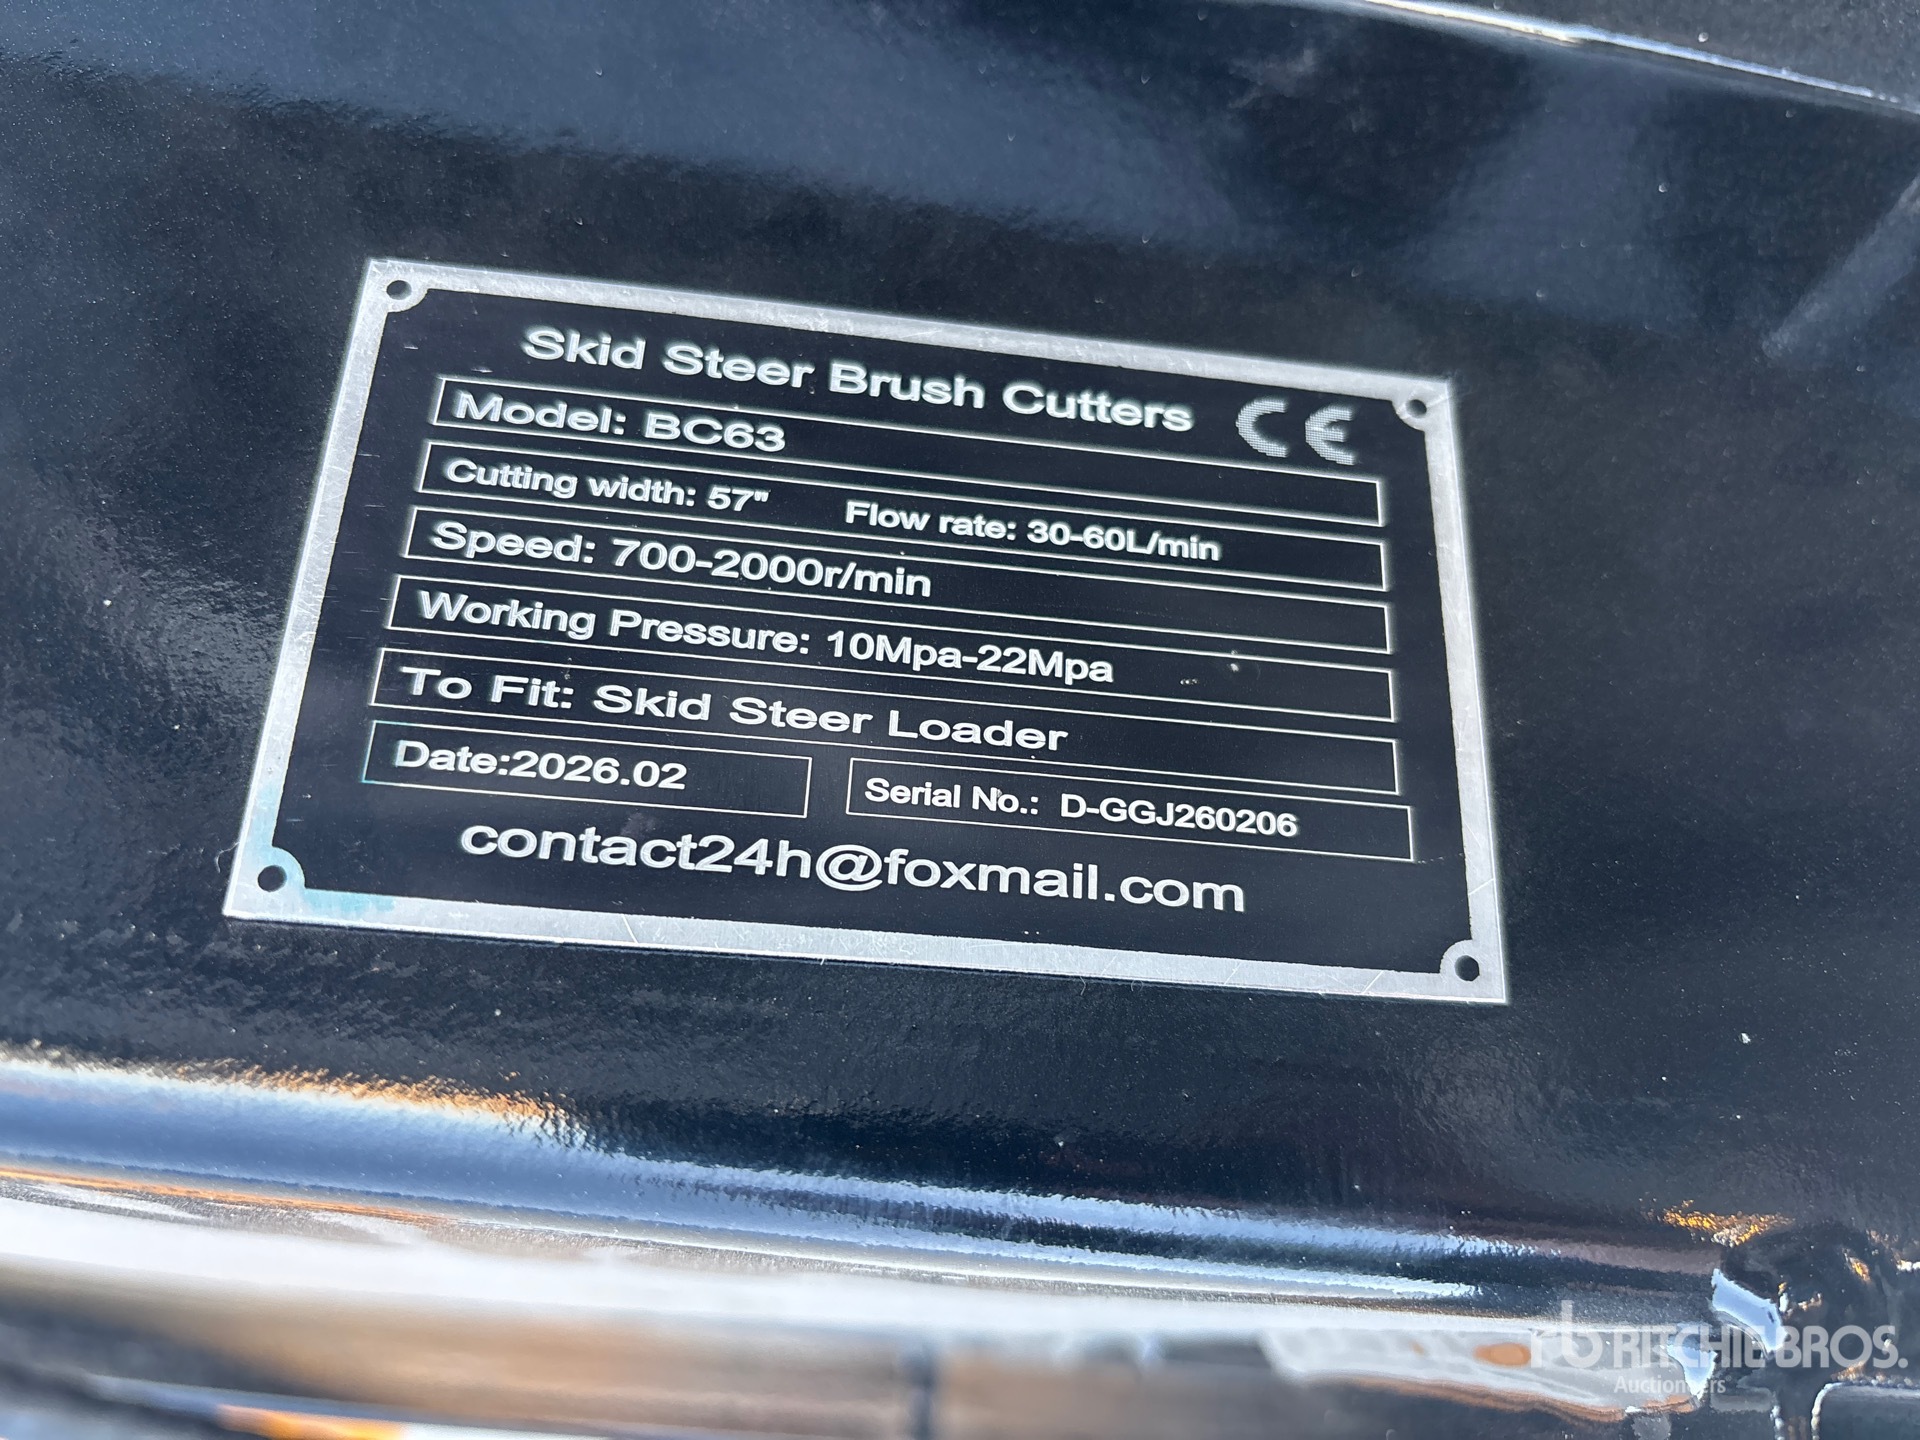 Skid Steer Brush Cutters CE
Model: BC63
Cutting width: 57" Flow rate: 30-60L/min
Speed: 700-2000r/min
Working Pressure: 10Mpa-22Mpa
To Fit: Skid Steer Loader
Date:2026.02 Serial No.: D-GGJ260206
contact24h@foxmail.com
rb RITCHIE BROS.
Auctioneers